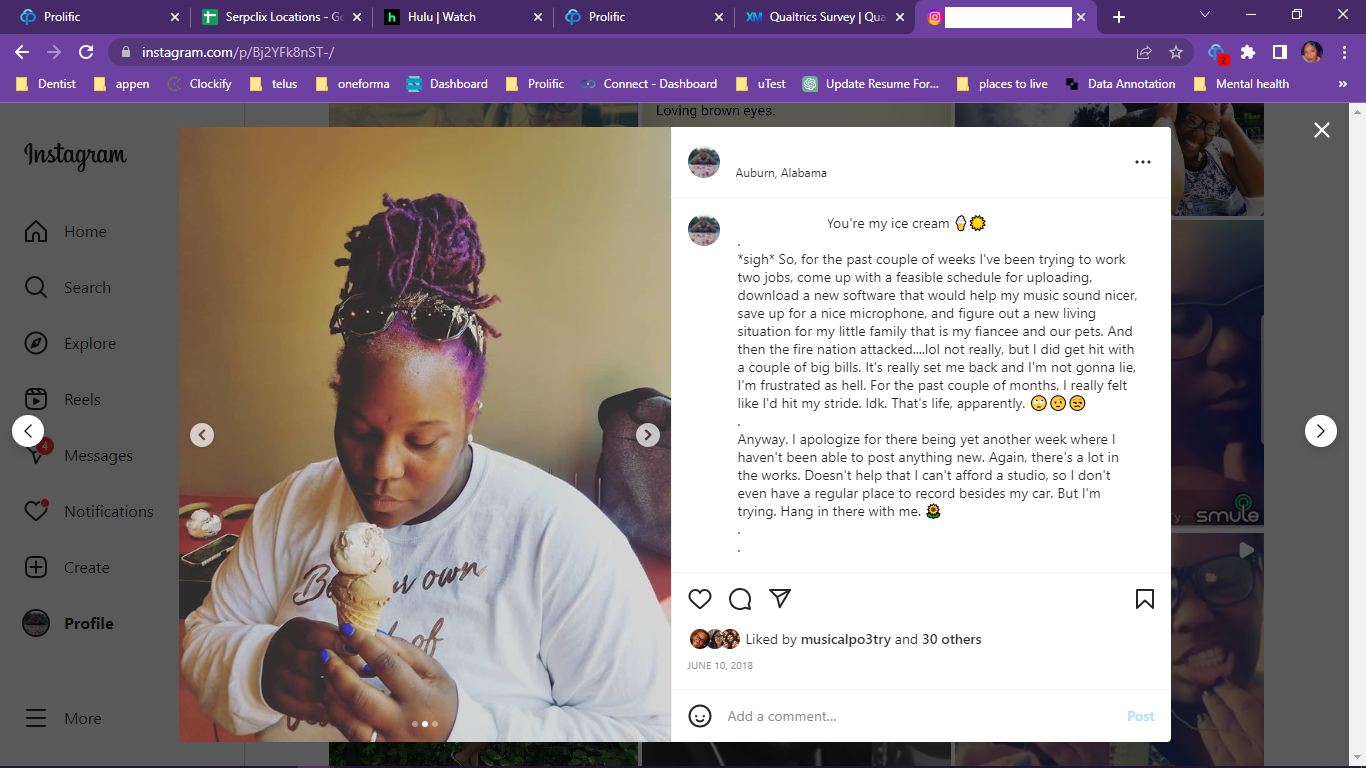 Prolific
Serpclix Locations - Go
Hulu | Watch
Prolific
XM Qualtrics Survey | Qua
instagram.com/p/Bj2YFk8nST-/
2
Dentist
appen
Clockify
telus
oneforma
Dashboard
Prolific
Connect - Dashboard
uTest
Update Resume For...
places to live
Data Annotation
Mental health
»
Loving brown eyes.
Instagram
Home
Search
Explore
Reels
4
Messages
Notifications
Create
Profile
More
Auburn, Alabama
You're my ice cream 🍦🌞
.
*sigh* So, for the past couple of weeks I've been trying to work
two jobs, come up with a feasible schedule for uploading,
download a new software that would help my music sound nicer,
save up for a nice microphone, and figure out a new living
situation for my little family that is my fiancee and our pets. And
then the fire nation attacked....lol not really, but I did get hit with
a couple of big bills. It's really set me back and I'm not gonna lie,
I'm frustrated as hell. For the past couple of months, I really felt
like I'd hit my stride. Idk. That's life, apparently. 🙄😐😒
.
Anyway. I apologize for there being yet another week where I
haven't been able to post anything new. Again, there's a lot in
the works. Doesn't help that I can't afford a studio, so I don't
even have a regular place to record besides my car. But I'm
trying. Hang in there with me. 🌻
.
.
Liked by musicalpo3try and 30 others
JUNE 10, 2018
Add a comment...
Post
own
of
smule